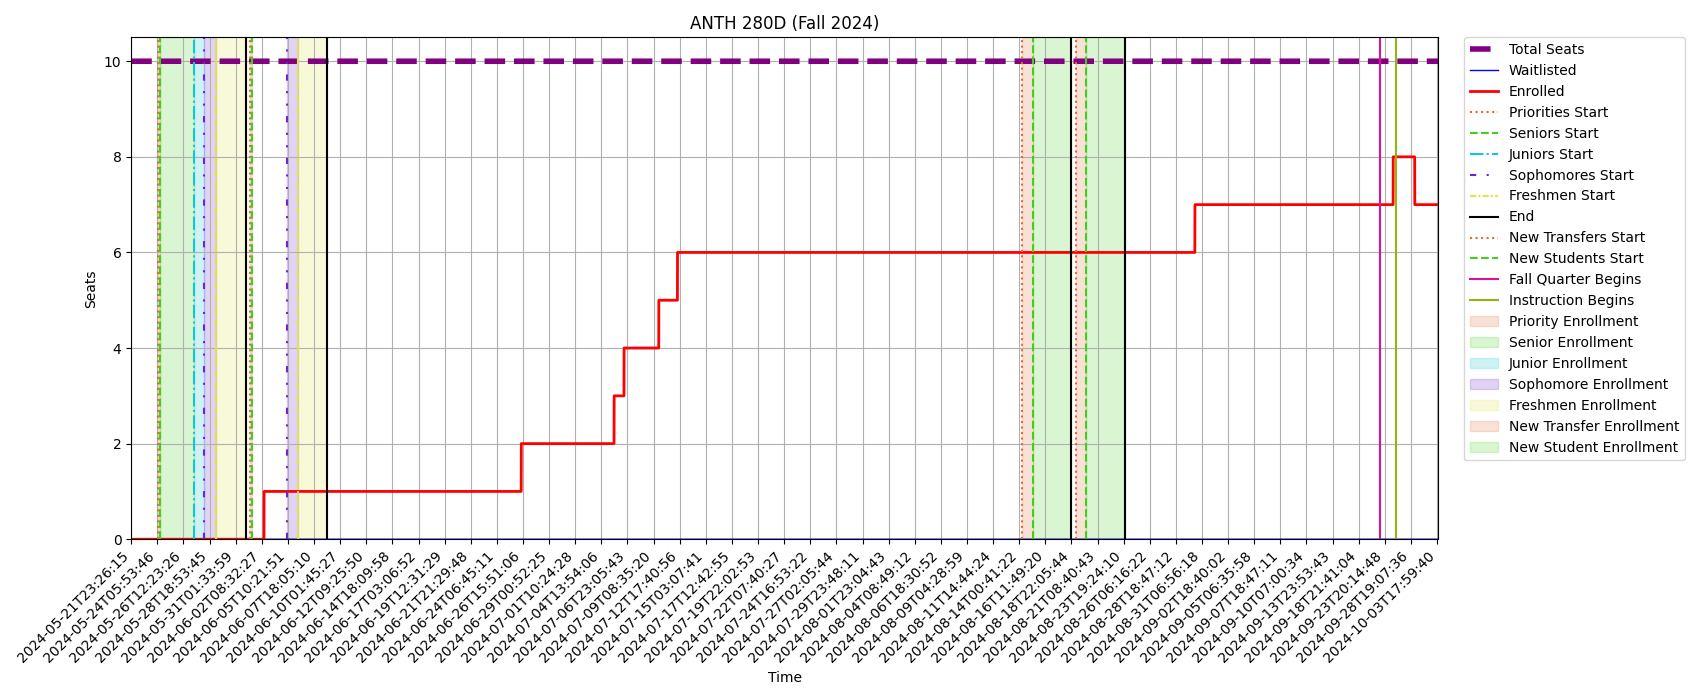 ANTH 280D (Fall 2024)
Seats
10
8
6
4
2
0
2024-05-21T23:26:15
2024-05-24T05:53:46
2024-05-26T12:23:26
2024-05-28T18:53:45
2024-05-31T01:33:59
2024-06-02T08:32:27
2024-06-05T10:21:51
2024-06-07T18:05:10
2024-06-10T01:45:27
2024-06-12T09:25:50
2024-06-14T18:09:58
2024-06-17T03:06:52
2024-06-19T12:31:29
2024-06-21T21:29:48
2024-06-24T06:45:11
2024-06-26T15:51:06
2024-06-29T00:52:25
2024-07-01T10:24:28
2024-07-04T13:54:06
2024-07-06T23:05:43
2024-07-09T08:35:20
2024-07-12T17:40:56
2024-07-15T03:07:41
2024-07-17T12:42:55
2024-07-19T22:02:53
2024-07-22T07:40:27
2024-07-24T16:53:22
2024-07-27T02:05:44
2024-07-29T23:48:11
2024-08-01T23:04:43
2024-08-04T08:49:12
2024-08-06T18:30:52
2024-08-09T04:28:59
2024-08-11T14:44:24
2024-08-14T00:41:22
2024-08-16T11:49:20
2024-08-18T22:05:44
2024-08-21T08:40:43
2024-08-23T19:24:10
2024-08-26T06:16:22
2024-08-28T18:47:12
2024-08-31T06:56:18
2024-09-02T18:40:02
2024-09-05T06:35:58
2024-09-07T18:47:11
2024-09-10T07:00:34
2024-09-13T23:53:43
2024-09-18T21:41:04
2024-09-23T20:14:48
2024-09-28T19:07:36
2024-10-03T17:59:40
Time
Total Seats
Waitlisted
Enrolled
Priorities Start
Seniors Start
Juniors Start
Sophomores Start
Freshmen Start
End
New Transfers Start
New Students Start
Fall Quarter Begins
Instruction Begins
Priority Enrollment
Senior Enrollment
Junior Enrollment
Sophomore Enrollment
Freshmen Enrollment
New Transfer Enrollment
New Student Enrollment